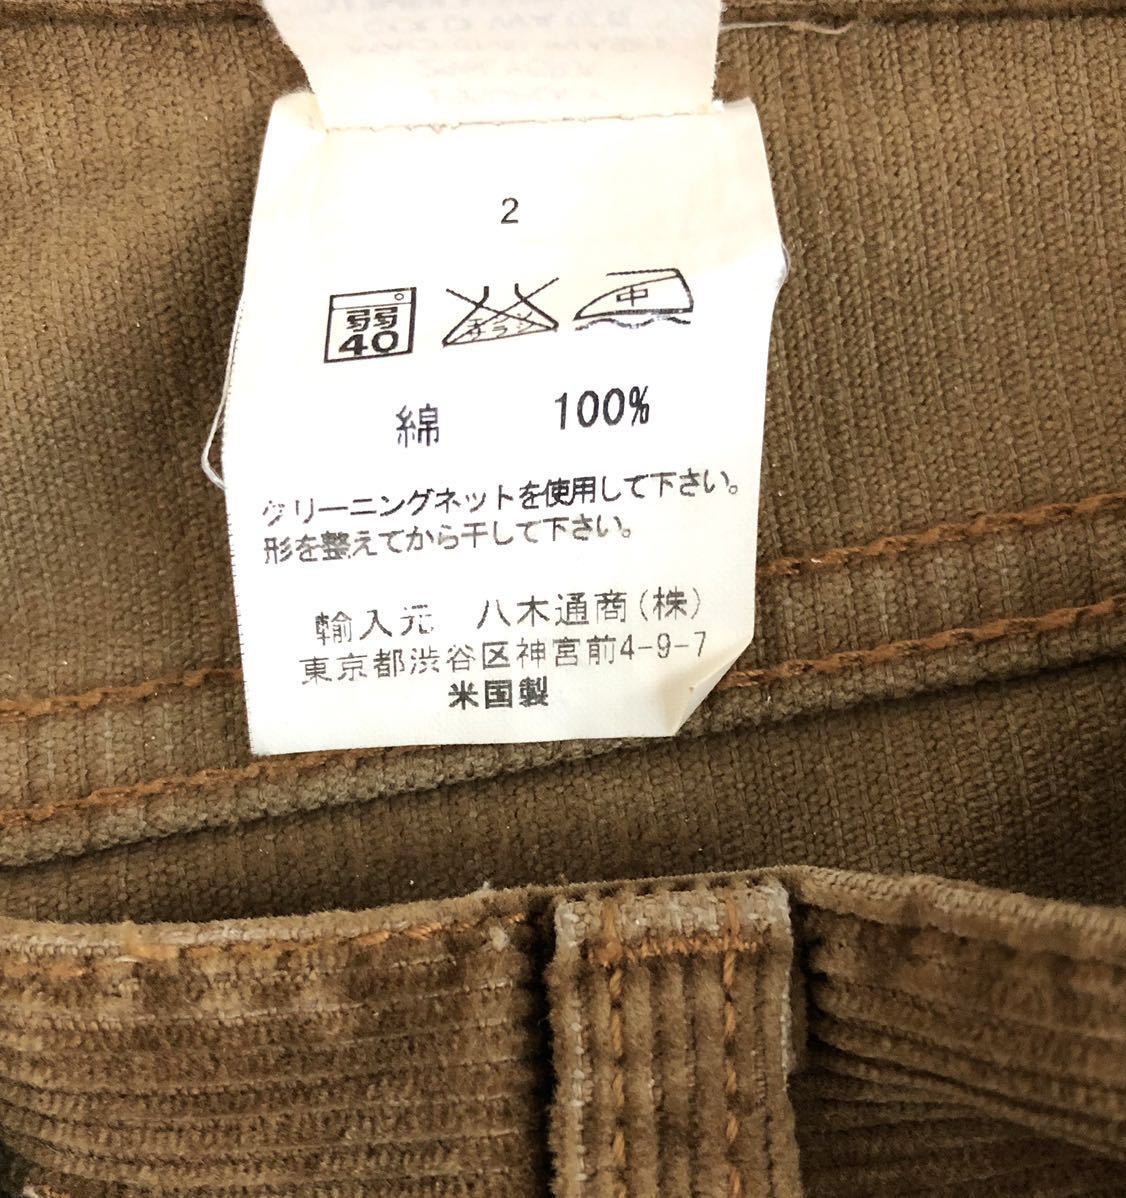 2
弱
40
エンソ
中
綿 100%
クリーニングネットを使用して下さい。
形を整えてから干して下さい。
輸入元 八木通商(株)
東京都渋谷区神宮前4-9-7
米国製